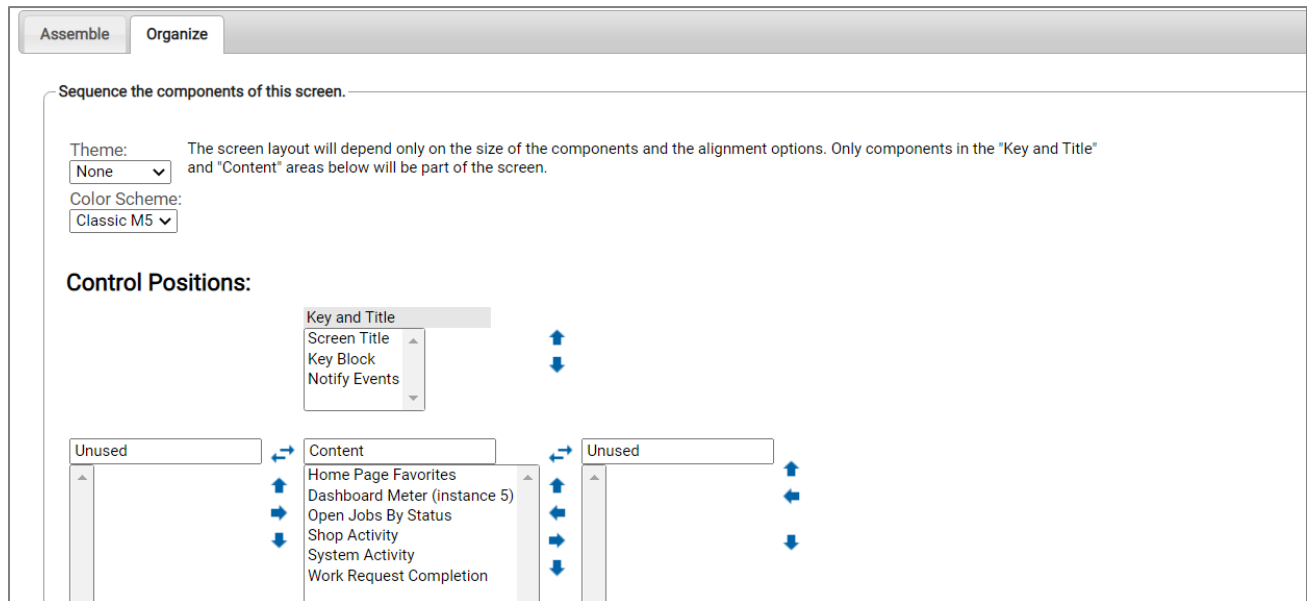 Assemble
Organize
Sequence the components of this screen.
Theme:
The screen layout will depend only on the size of the components and the alignment options. Only components in the "Key and Title"
None
and "Content" areas below will be part of the screen.
Color Scheme:
Classic M5
Control Positions:
Key and Title
Screen Title
Key Block
Notify Events
Unused
Content
Unused
Home Page Favorites
Dashboard Meter (instance 5)
Open Jobs By Status
Shop Activity
System Activity
Work Request Completion